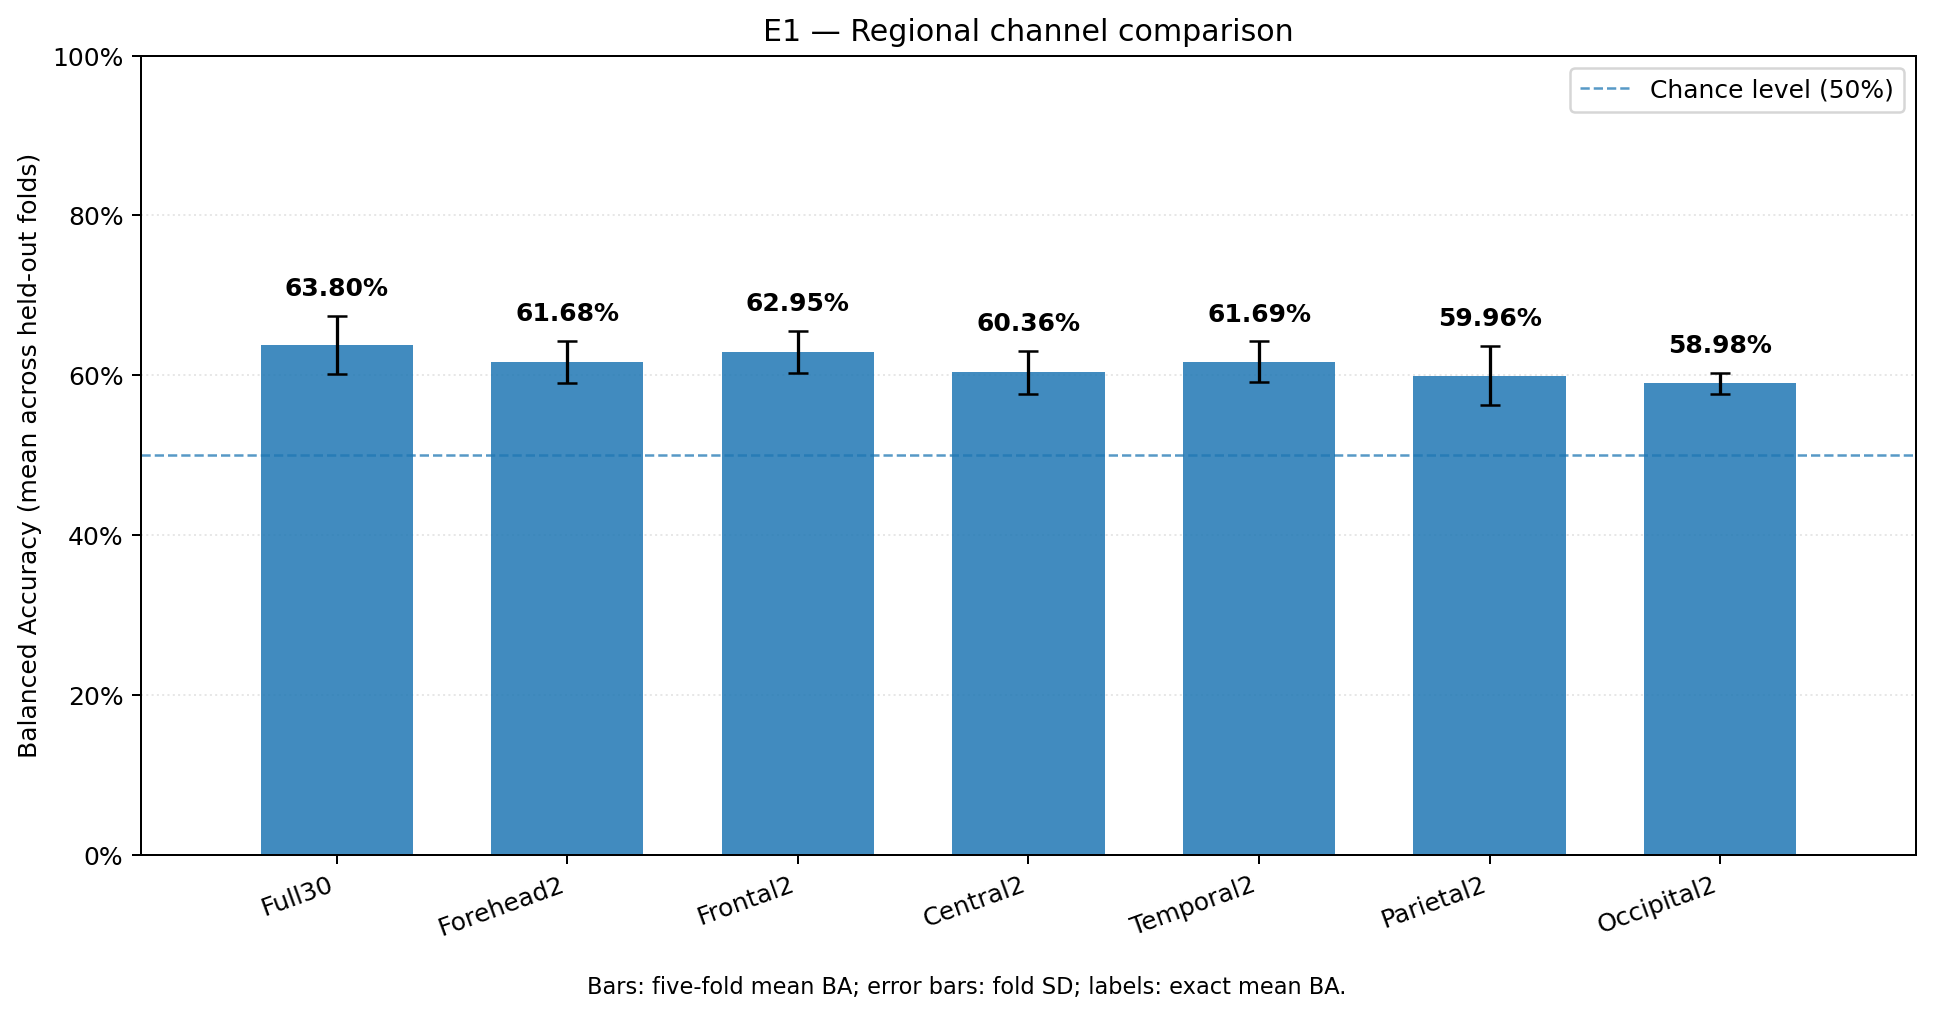 E1 — Regional channel comparison
Balanced Accuracy (mean across held-out folds)
100%
80%
60%
40%
20%
0%
Chance level (50%)
63.80%
61.68%
62.95%
60.36%
61.69%
59.96%
58.98%
Full30
Forehead2
Frontal2
Central2
Temporal2
Parietal2
Occipital2
Bars: five-fold mean BA; error bars: fold SD; labels: exact mean BA.